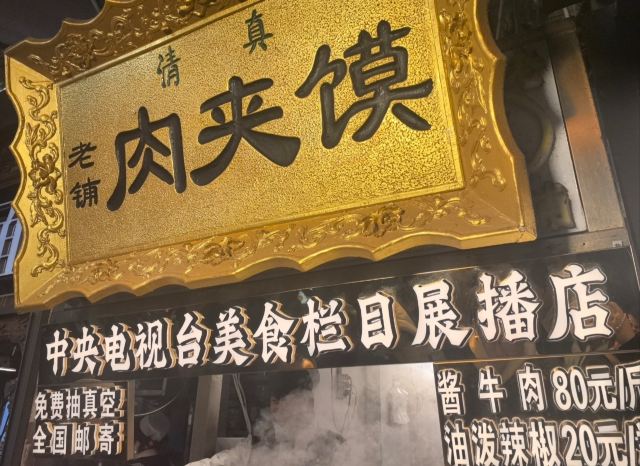 清真
肉夹馍
老铺
中央电视台美食栏目展播店
免费抽真空
全国邮寄
酱牛肉80元/斤
油泼辣椒20元/